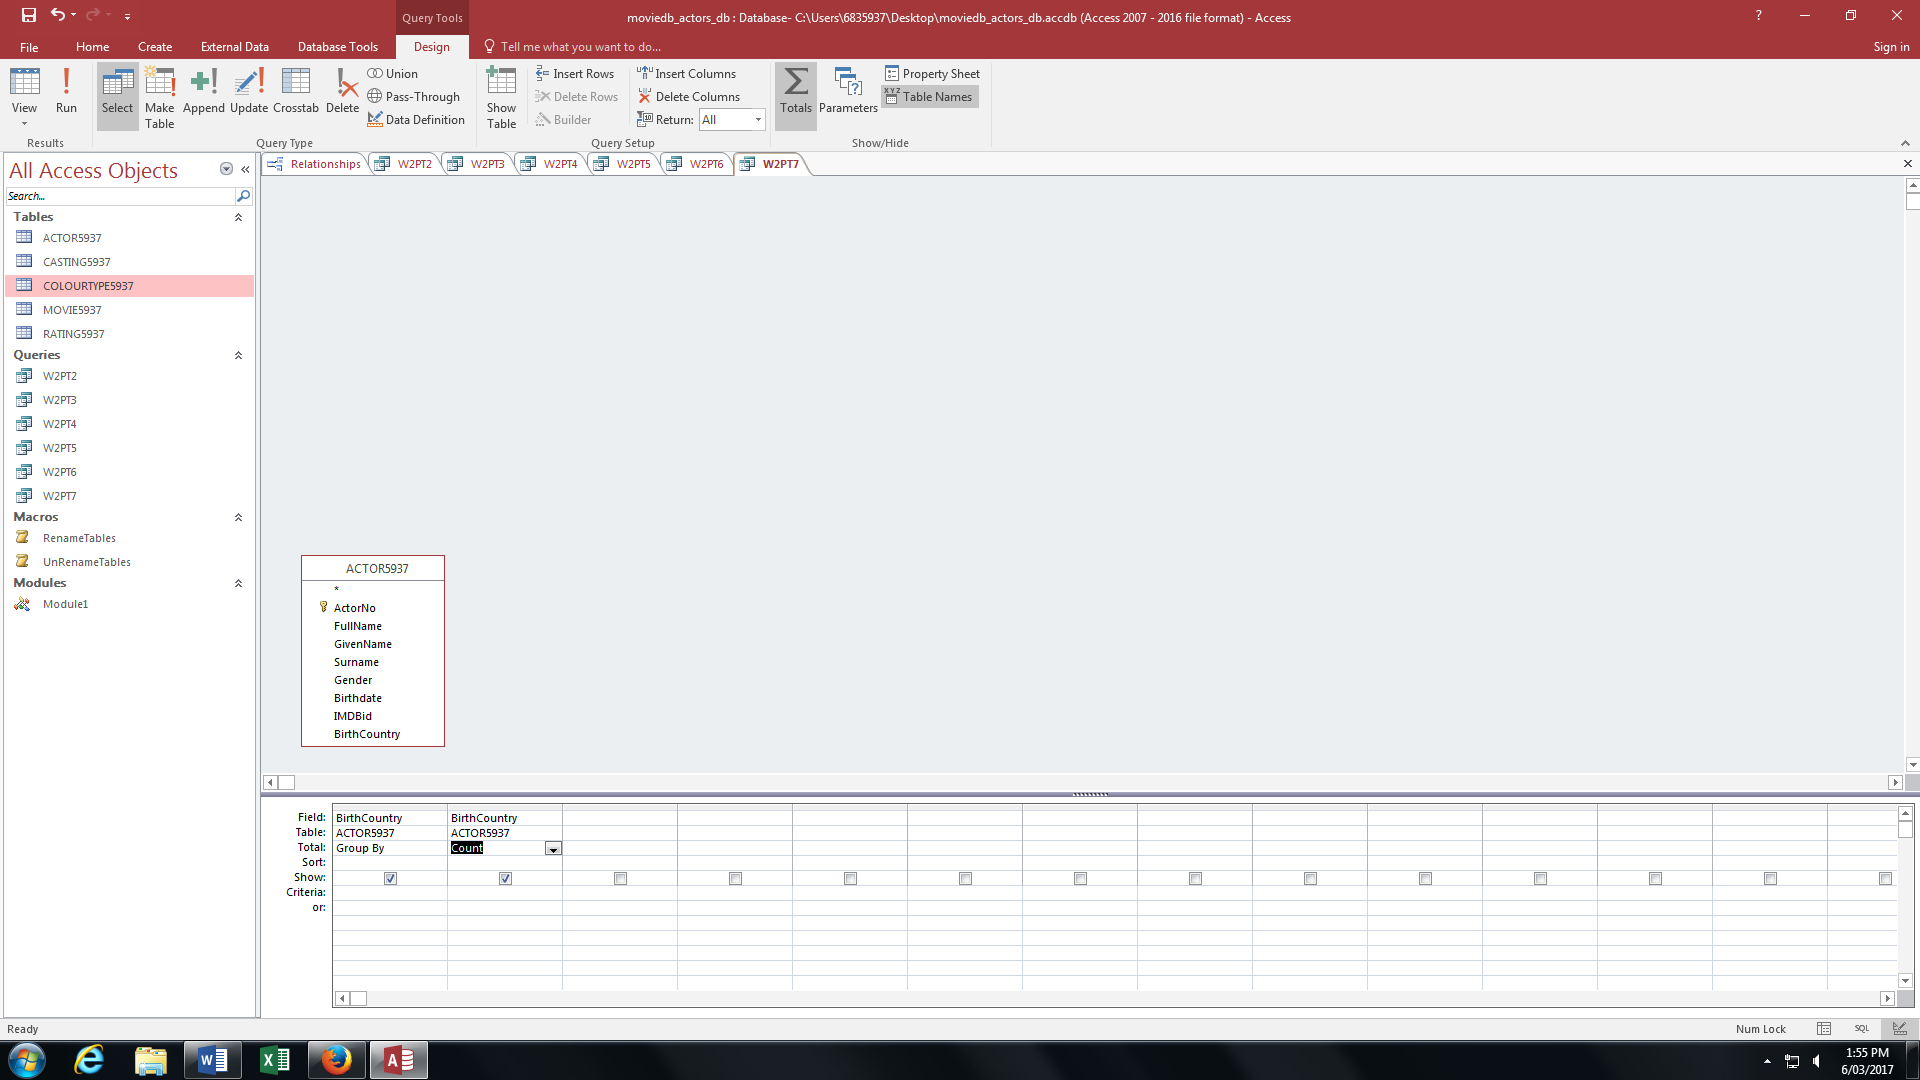 Query Tools
moviedb_actors_db : Database- C:\Users\6835937\Desktop\moviedb_actors_db.accdb (Access 2007 - 2016 file format) - Access
?
File Home Create External Data Database Tools Design Tell me what you want to do... Sign in
View
Run
Results
Select
Make Table
Append
Update
Crosstab
Delete
Union
Pass-Through
Data Definition
Query Type
Show Table
Insert Rows
Delete Rows
Builder
Insert Columns
Delete Columns
Return: All
Query Setup
Totals
Parameters
Property Sheet
Table Names
Show/Hide
All Access Objects
Search...
Tables
ACTOR5937
CASTING5937
COLOURTYPE5937
MOVIE5937
RATING5937
Queries
W2PT2
W2PT3
W2PT4
W2PT5
W2PT6
W2PT7
Macros
RenameTables
UnRenameTables
Modules
Module1
Relationships W2PT2 W2PT3 W2PT4 W2PT5 W2PT6 W2PT7
ACTOR5937
*
ActorNo
FullName
GivenName
Surname
Gender
Birthdate
IMDBid
BirthCountry
Field: BirthCountry BirthCountry
Table: ACTOR5937 ACTOR5937
Total: Group By Count
Sort:
Show:
Criteria:
or:
Ready
Num Lock
SQL
1:55 PM
6/03/2017